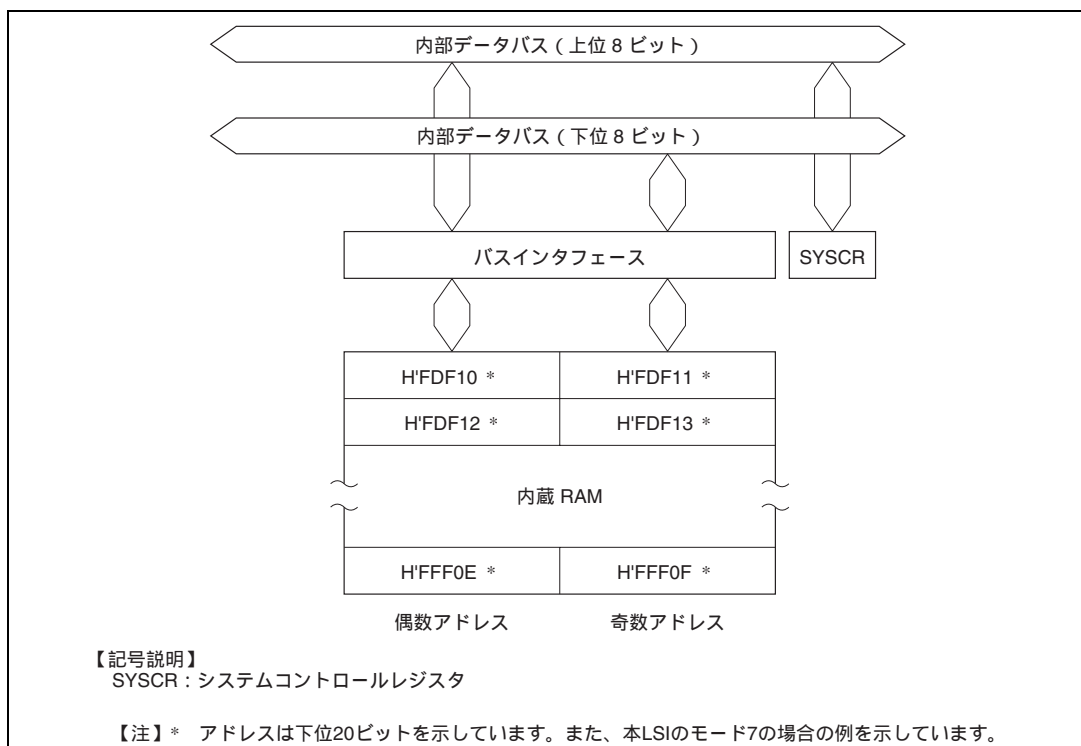 内部データバス（上位 8 ビット）
内部データバス（下位 8 ビット）
バスインタフェース
SYSCR
H'FDF10 *
H'FDF11 *
H'FDF12 *
H'FDF13 *
内蔵 RAM
H'FFF0E *
H'FFF0F *
偶数アドレス
奇数アドレス
【記号説明】
SYSCR：システムコントロールレジスタ
【注】* アドレスは下位20ビットを示しています。また、本LSIのモード7の場合の例を示しています。